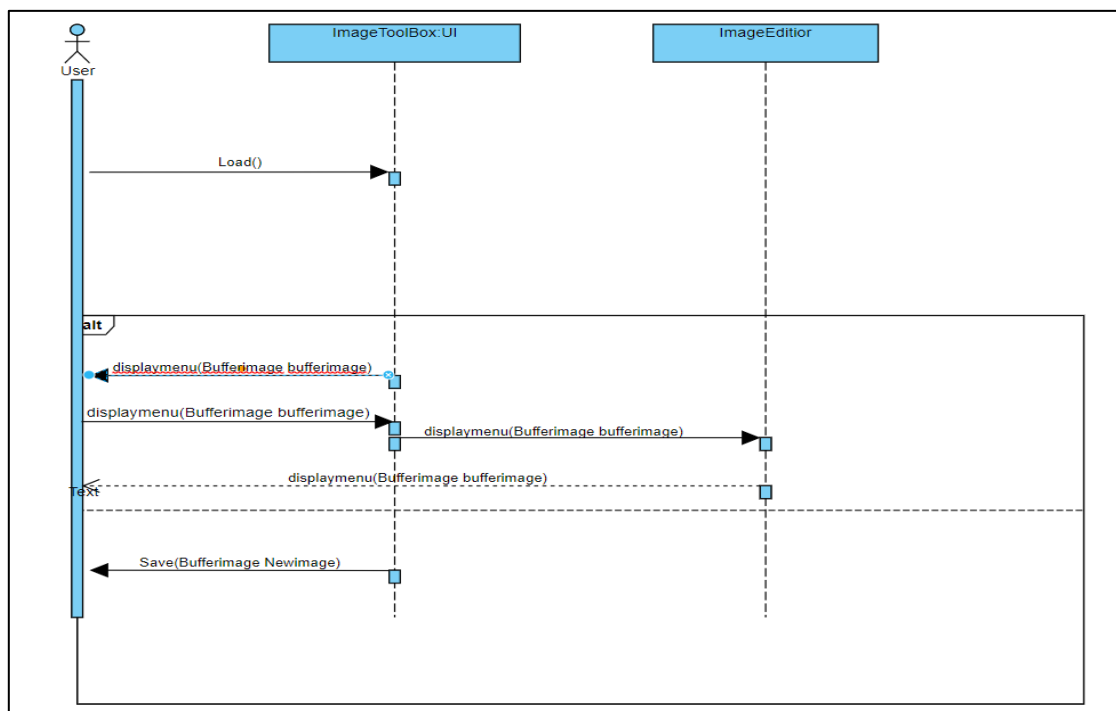 ImageToolBox:UI
ImageEditior
User
Load()
alt
displaymenu(Bufferimage bufferimage)
displaymenu(Bufferimage bufferimage)
displaymenu(Bufferimage bufferimage)
displaymenu(Bufferimage bufferimage)
Text
Save(Bufferimage Newimage)